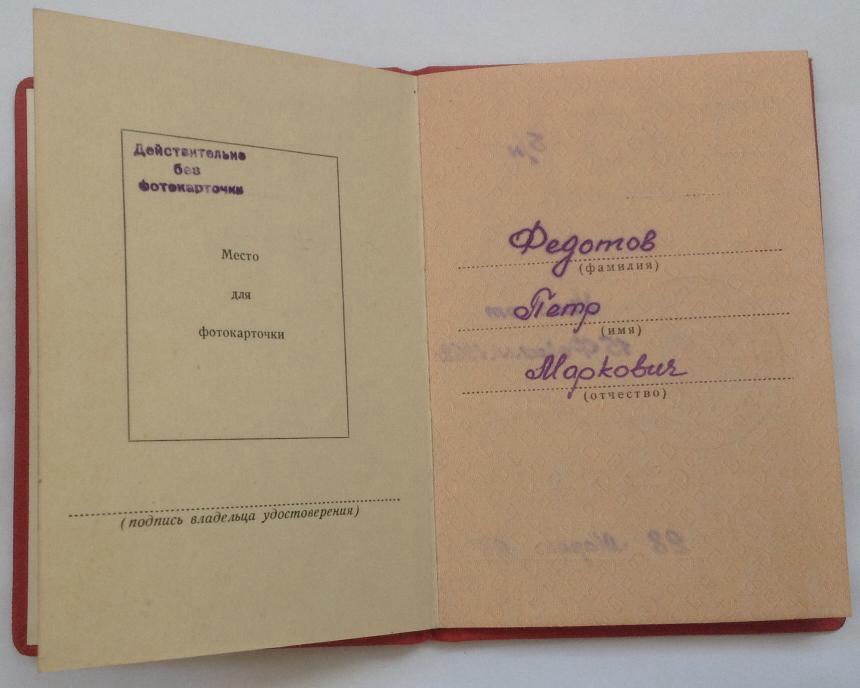 Действительно
без
фотокарточки
Место
для
фотокарточки
(подпись владельца удостоверения)
Федотов
(фамилия)
Петр
(имя)
Маркович
(отчество)